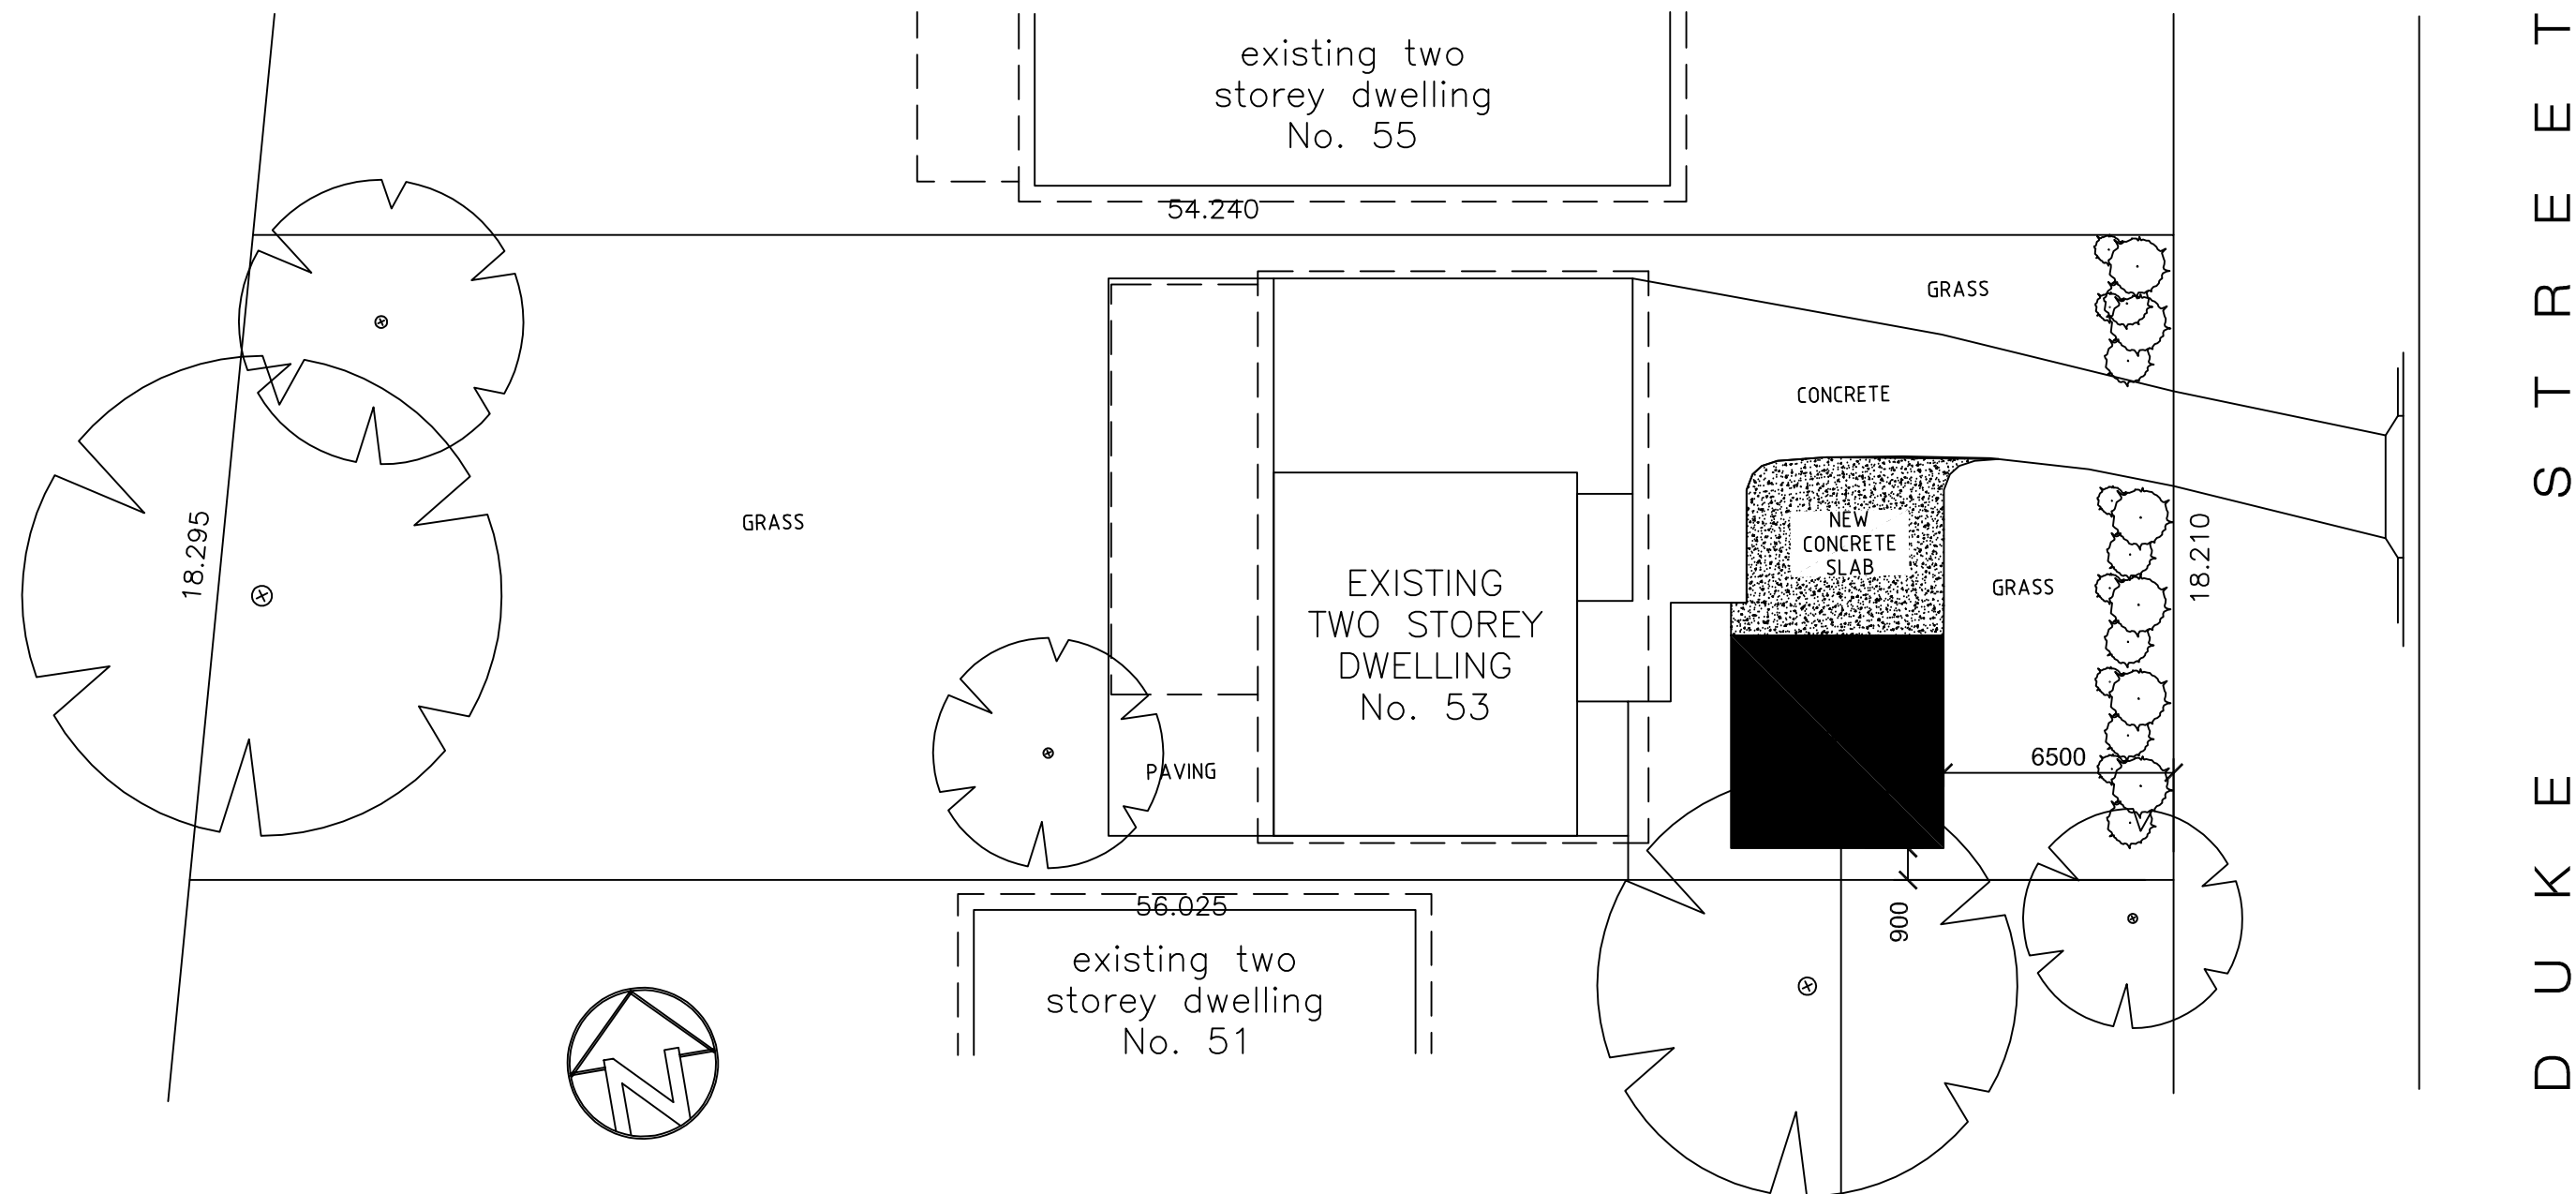 existing two
storey dwelling
No. 55
54.240
GRASS
CONCRETE
18.295
GRASS
NEW
CONCRETE
SLAB
EXISTING
TWO STOREY
DWELLING
No. 53
GRASS
18.210
PAVING
6500
56.025
900
existing two
storey dwelling
No. 51
N
DUKE STREET